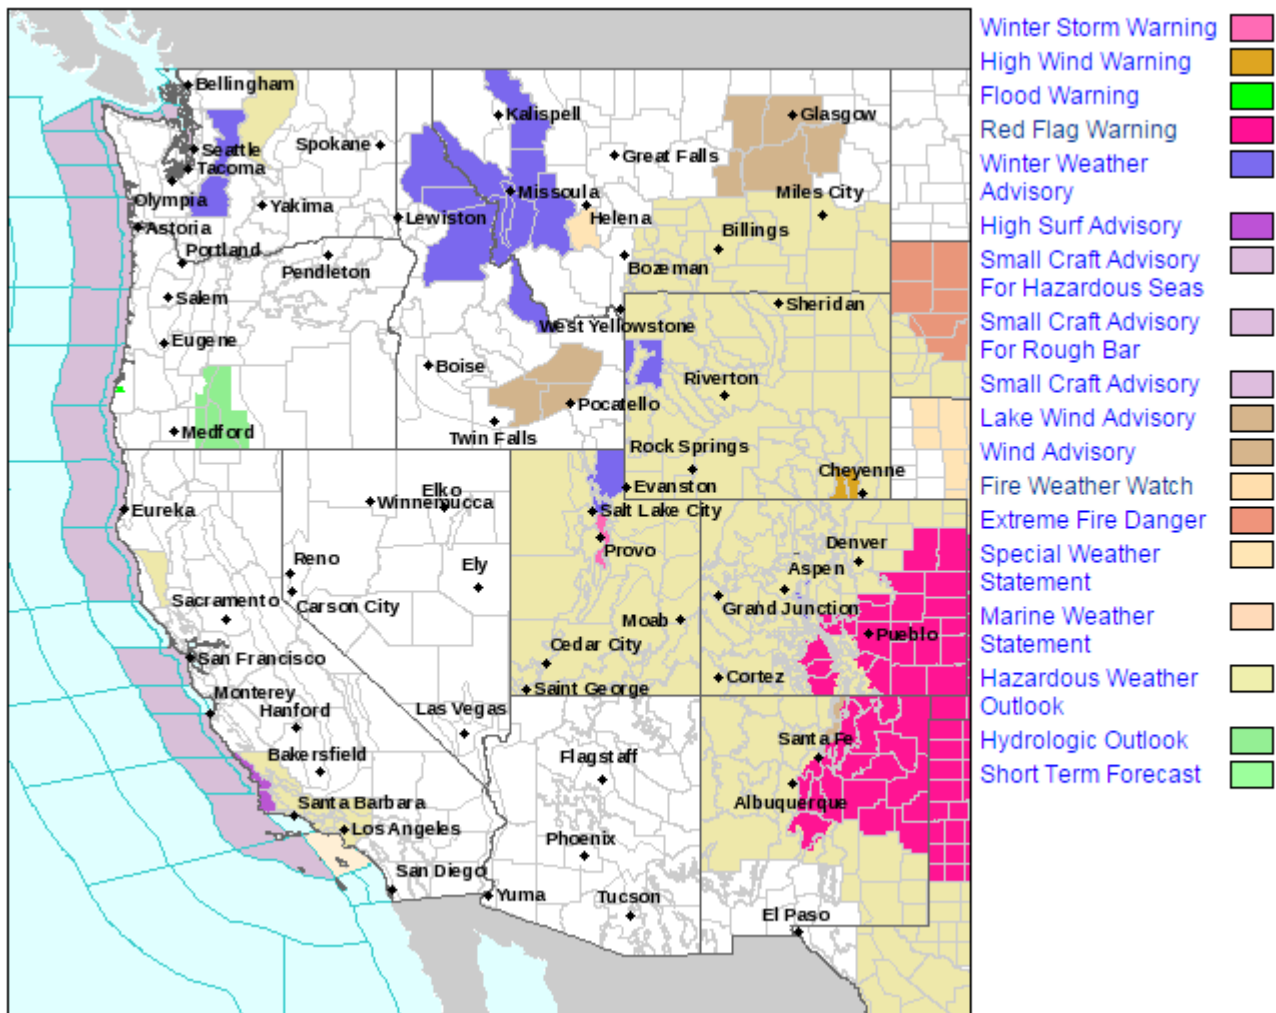 Winter Storm Warning
High Wind Warning
Flood Warning
Red Flag Warning
Winter Weather
Advisory
High Surf Advisory
Small Craft Advisory
For Hazardous Seas
Small Craft Advisory
For Rough Bar
Small Craft Advisory
Lake Wind Advisory
Wind Advisory
Fire Weather Watch
Extreme Fire Danger
Special Weather
Statement
Marine Weather
Statement
Hazardous Weather
Outlook
Hydrologic Outlook
Short Term Forecast
Bellingham
Kalispell
Glasgow
Seattle
Spokane
Great Falls
Tacoma
Olympia
Yakima
Lewiston
Missoula
Helena
Miles City
Astoria
Billings
Portland
Pendleton
Bozeman
Salem
Sheridan
West Yellowstone
Eugene
Boise
Riverton
Pocatello
Medford
Twin Falls
Rock Springs
Cheyenne
Evanston
Elko
Winnemucca
Eureka
Salt Lake City
Provo
Denver
Reno
Ely
Aspen
Sacramento
Carson City
Grand Junction
Moab
Pueblo
San Francisco
Cedar City
Cortez
Saint George
Monterey
Hanford
Las Vegas
Bakersfield
Flagstaff
Santa Fe
Santa Barbara
Albuquerque
Los Angeles
Phoenix
San Diego
Yuma
Tucson
El Paso